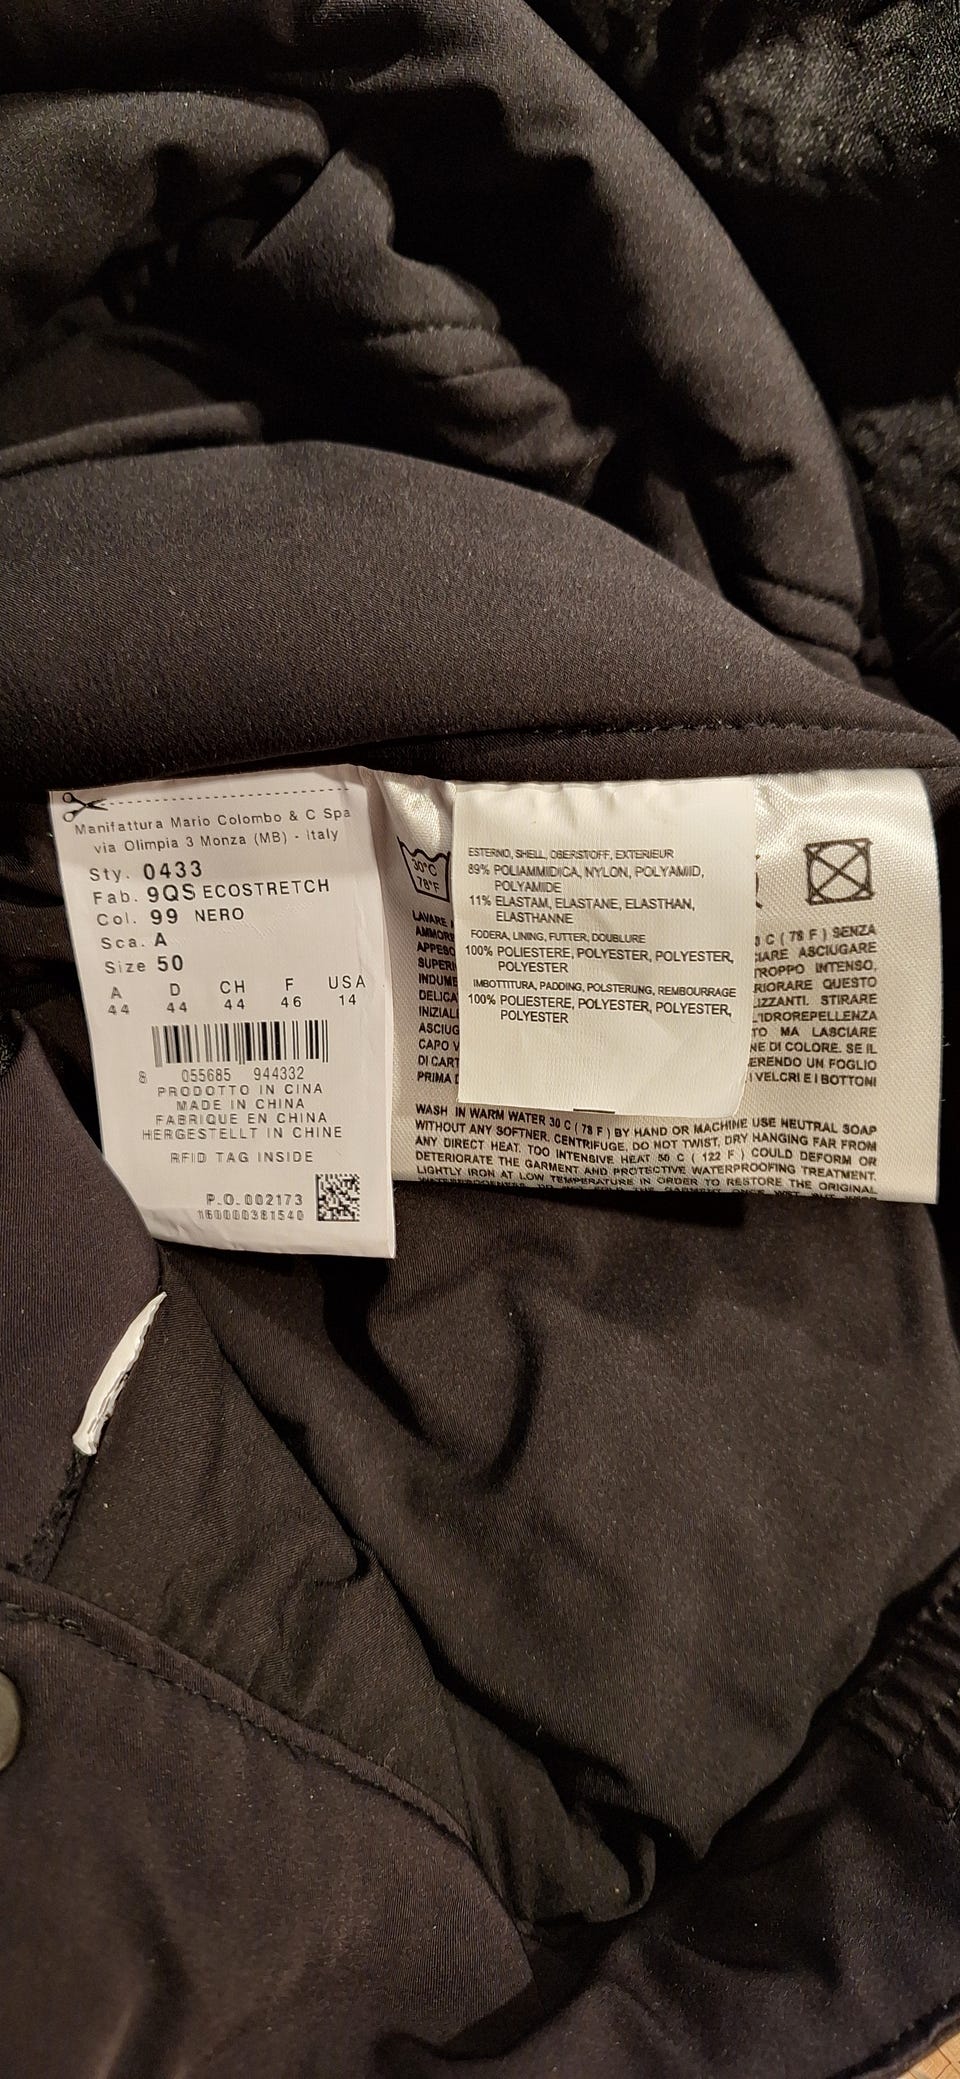 Manifattura Mario Colombo & C Spa
via Olimpia 3 Monza (MB) - Italy
Sty. 0433
Fab. 9QS ECOSTRETCH
Col. 99 NERO
Sca. A
Size 50
A D CH F USA
44 44 44 46 14
8 055685 944332
PRODOTTO IN CINA
MADE IN CHINA
FABRIQUE EN CHINA
HERGESTELLT IN CHINE
RFID TAG INSIDE
P.O. 002173
160000381540
ESTERNO, SHELL, OBERSTOFF, EXTERIEUR
89% POLIAMMIDICA, NYLON, POLYAMIID,
POLYAMIDE
11% ELASTAM, ELASTANE, ELASTHAN,
ELASTHANNE
FODERA, LINING, FUTTER, DOUBLURE
100% POLIESTERE, POLYESTER, POLYESTER,
POLYESTER
IMBOTTITURA, PADDING, POLSTERUNG, REMBOURRAGE
100% POLIESTERE, POLYESTER, POLYESTER,
POLYESTER
30°C
78°F
LAVARE
C ( 78 F ) SENZA
ASCIUGARE
TROPPO INTENSO,
QUESTO
STIRARE
L'IDROREPELLENZA
MA LASCIARE
DI COLORE. SE IL
UN FOGLIO
PRIMA
I VELCRI E I BOTTONI
WASH IN WARM WATER 30 C ( 78 F ) BY HAND OR MACHINE USE NEUTRAL SOAP
WITHOUT ANY SOFTNER. CENTRIFUGE, DO NOT TWIST, DRY HANGING FAR FROM
ANY DIRECT HEAT. TOO INTENSIVE HEAT 50 C ( 122 F ) COULD DEFORM OR
DETERIORATE THE GARMENT AND PROTECTIVE WATERPROOFING TREATMENT.
LIGHTLY IRON AT LOW TEMPERATURE IN ORDER TO RESTORE THE ORIGINAL